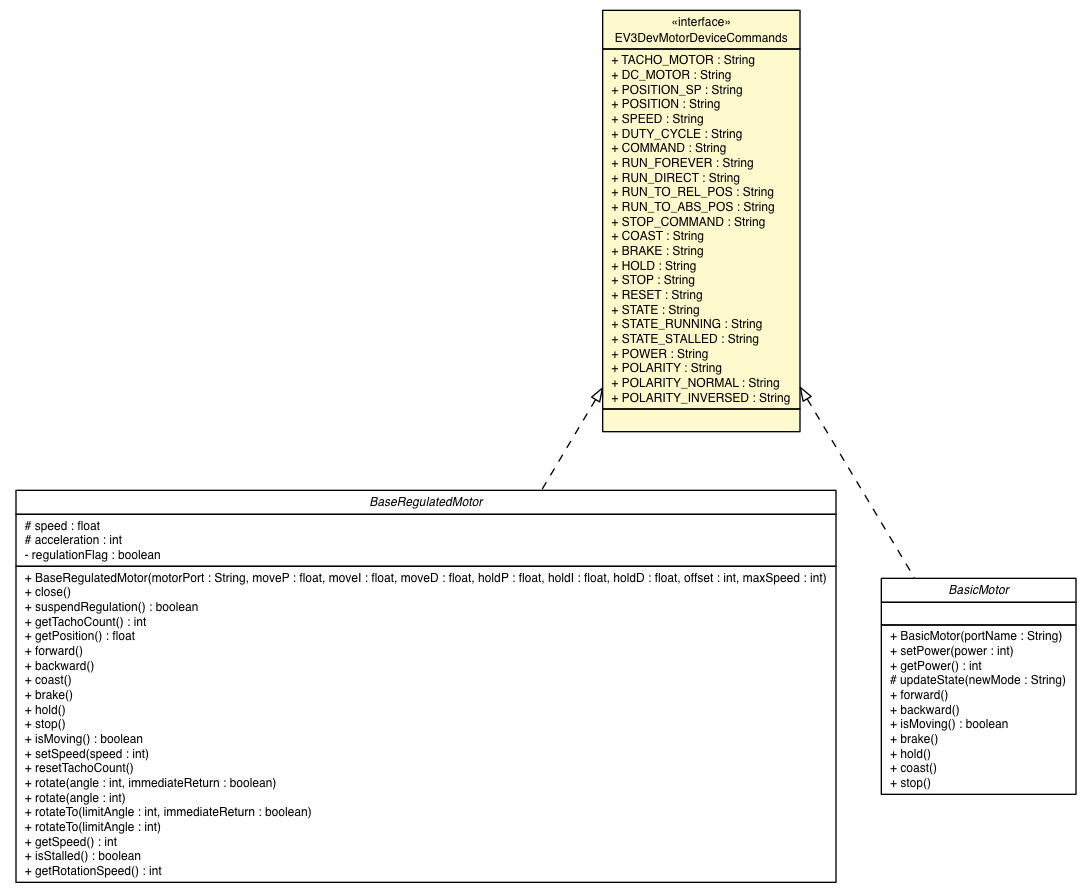 «interface»
EV3DevMotorDeviceCommands
+ TACHO_MOTOR : String
+ DC_MOTOR : String
+ POSITION_SP : String
+ POSITION : String
+ SPEED : String
+ DUTY_CYCLE : String
+ COMMAND : String
+ RUN_FOREVER : String
+ RUN_DIRECT : String
+ RUN_TO_REL_POS : String
+ RUN_TO_ABS_POS : String
+ STOP_COMMAND : String
+ COAST : String
+ BRAKE : String
+ HOLD : String
+ STOP : String
+ RESET : String
+ STATE : String
+ STATE_RUNNING : String
+ STATE_STALLED : String
+ POWER : String
+ POLARITY : String
+ POLARITY_NORMAL : String
+ POLARITY_INVERSED : String
BaseRegulatedMotor
# speed : float
# acceleration : int
- regulationFlag : boolean
+ BaseRegulatedMotor(motorPort : String, moveP : float, moveI : float, moveD : float, holdP : float, holdI : float, holdD : float, offset : int, maxSpeed : int)
+ close()
+ suspendRegulation() : boolean
+ getTachoCount() : int
+ getPosition() : float
+ forward()
+ backward()
+ coast()
+ brake()
+ hold()
+ stop()
+ isMoving() : boolean
+ setSpeed(speed : int)
+ resetTachoCount()
+ rotate(angle : int, immediateReturn : boolean)
+ rotate(angle : int)
+ rotateTo(limitAngle : int, immediateReturn : boolean)
+ rotateTo(limitAngle : int)
+ getSpeed() : int
+ isStalled() : boolean
+ getRotationSpeed() : int
BasicMotor
+ BasicMotor(portName : String)
+ setPower(power : int)
+ getPower() : int
# updateState(newMode : String)
+ forward()
+ backward()
+ isMoving() : boolean
+ brake()
+ hold()
+ coast()
+ stop()